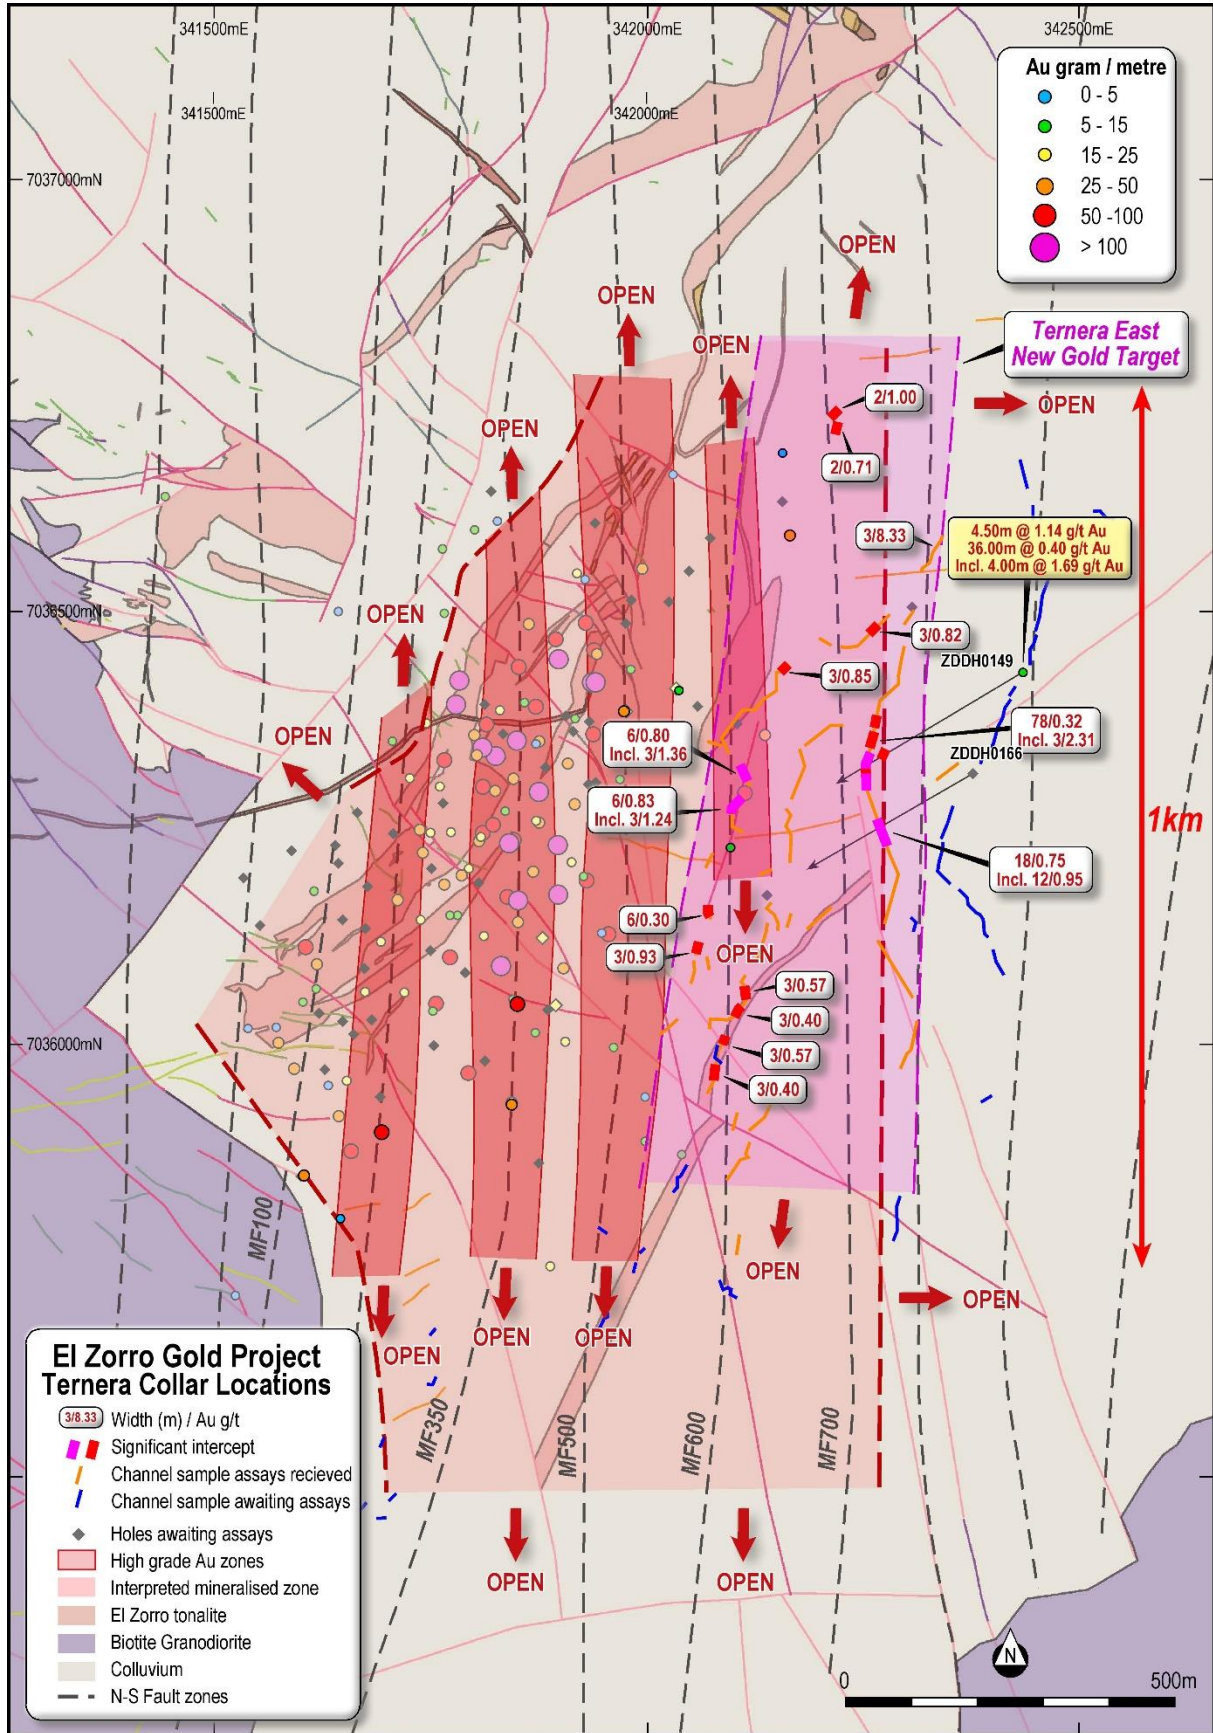 341500mE
342000mE
342500mE
341500mE
342000mE
Au gram / metre
0 - 5
5 - 15
15 - 25
25 - 50
50 -100
> 100
7037000mN
OPEN
OPEN
OPEN
Ternera East
New Gold Target
2/1.00
OPEN
OPEN
2/0.71
3/8.33
4.50m @ 1.14 g/t Au
36.00m @ 0.40 g/t Au
Incl. 4.00m @ 1.69 g/t Au
7036500mN
OPEN
3/0.82
ZDDH0149
3/0.85
OPEN
6/0.80
Incl. 3/1.36
78/0.32
Incl. 3/2.31
ZDDH0166
6/0.83
Incl. 3/1.24
1km
18/0.75
Incl. 12/0.95
6/0.30
3/0.93
OPEN
3/0.57
3/0.40
7036000mN
3/0.57
3/0.40
MF100
OPEN
OPEN
OPEN
OPEN
OPEN
OPEN
MF350
MF500
MF600
MF700
El Zorro Gold Project
Ternera Collar Locations
3/8.33 Width (m) / Au g/t
Significant intercept
Channel sample assays recieved
Channel sample awaiting assays
Holes awaiting assays
High grade Au zones
Interpreted mineralised zone
El Zorro tonalite
Biotite Granodiorite
Colluvium
N-S Fault zones
OPEN
OPEN
N
0
500m